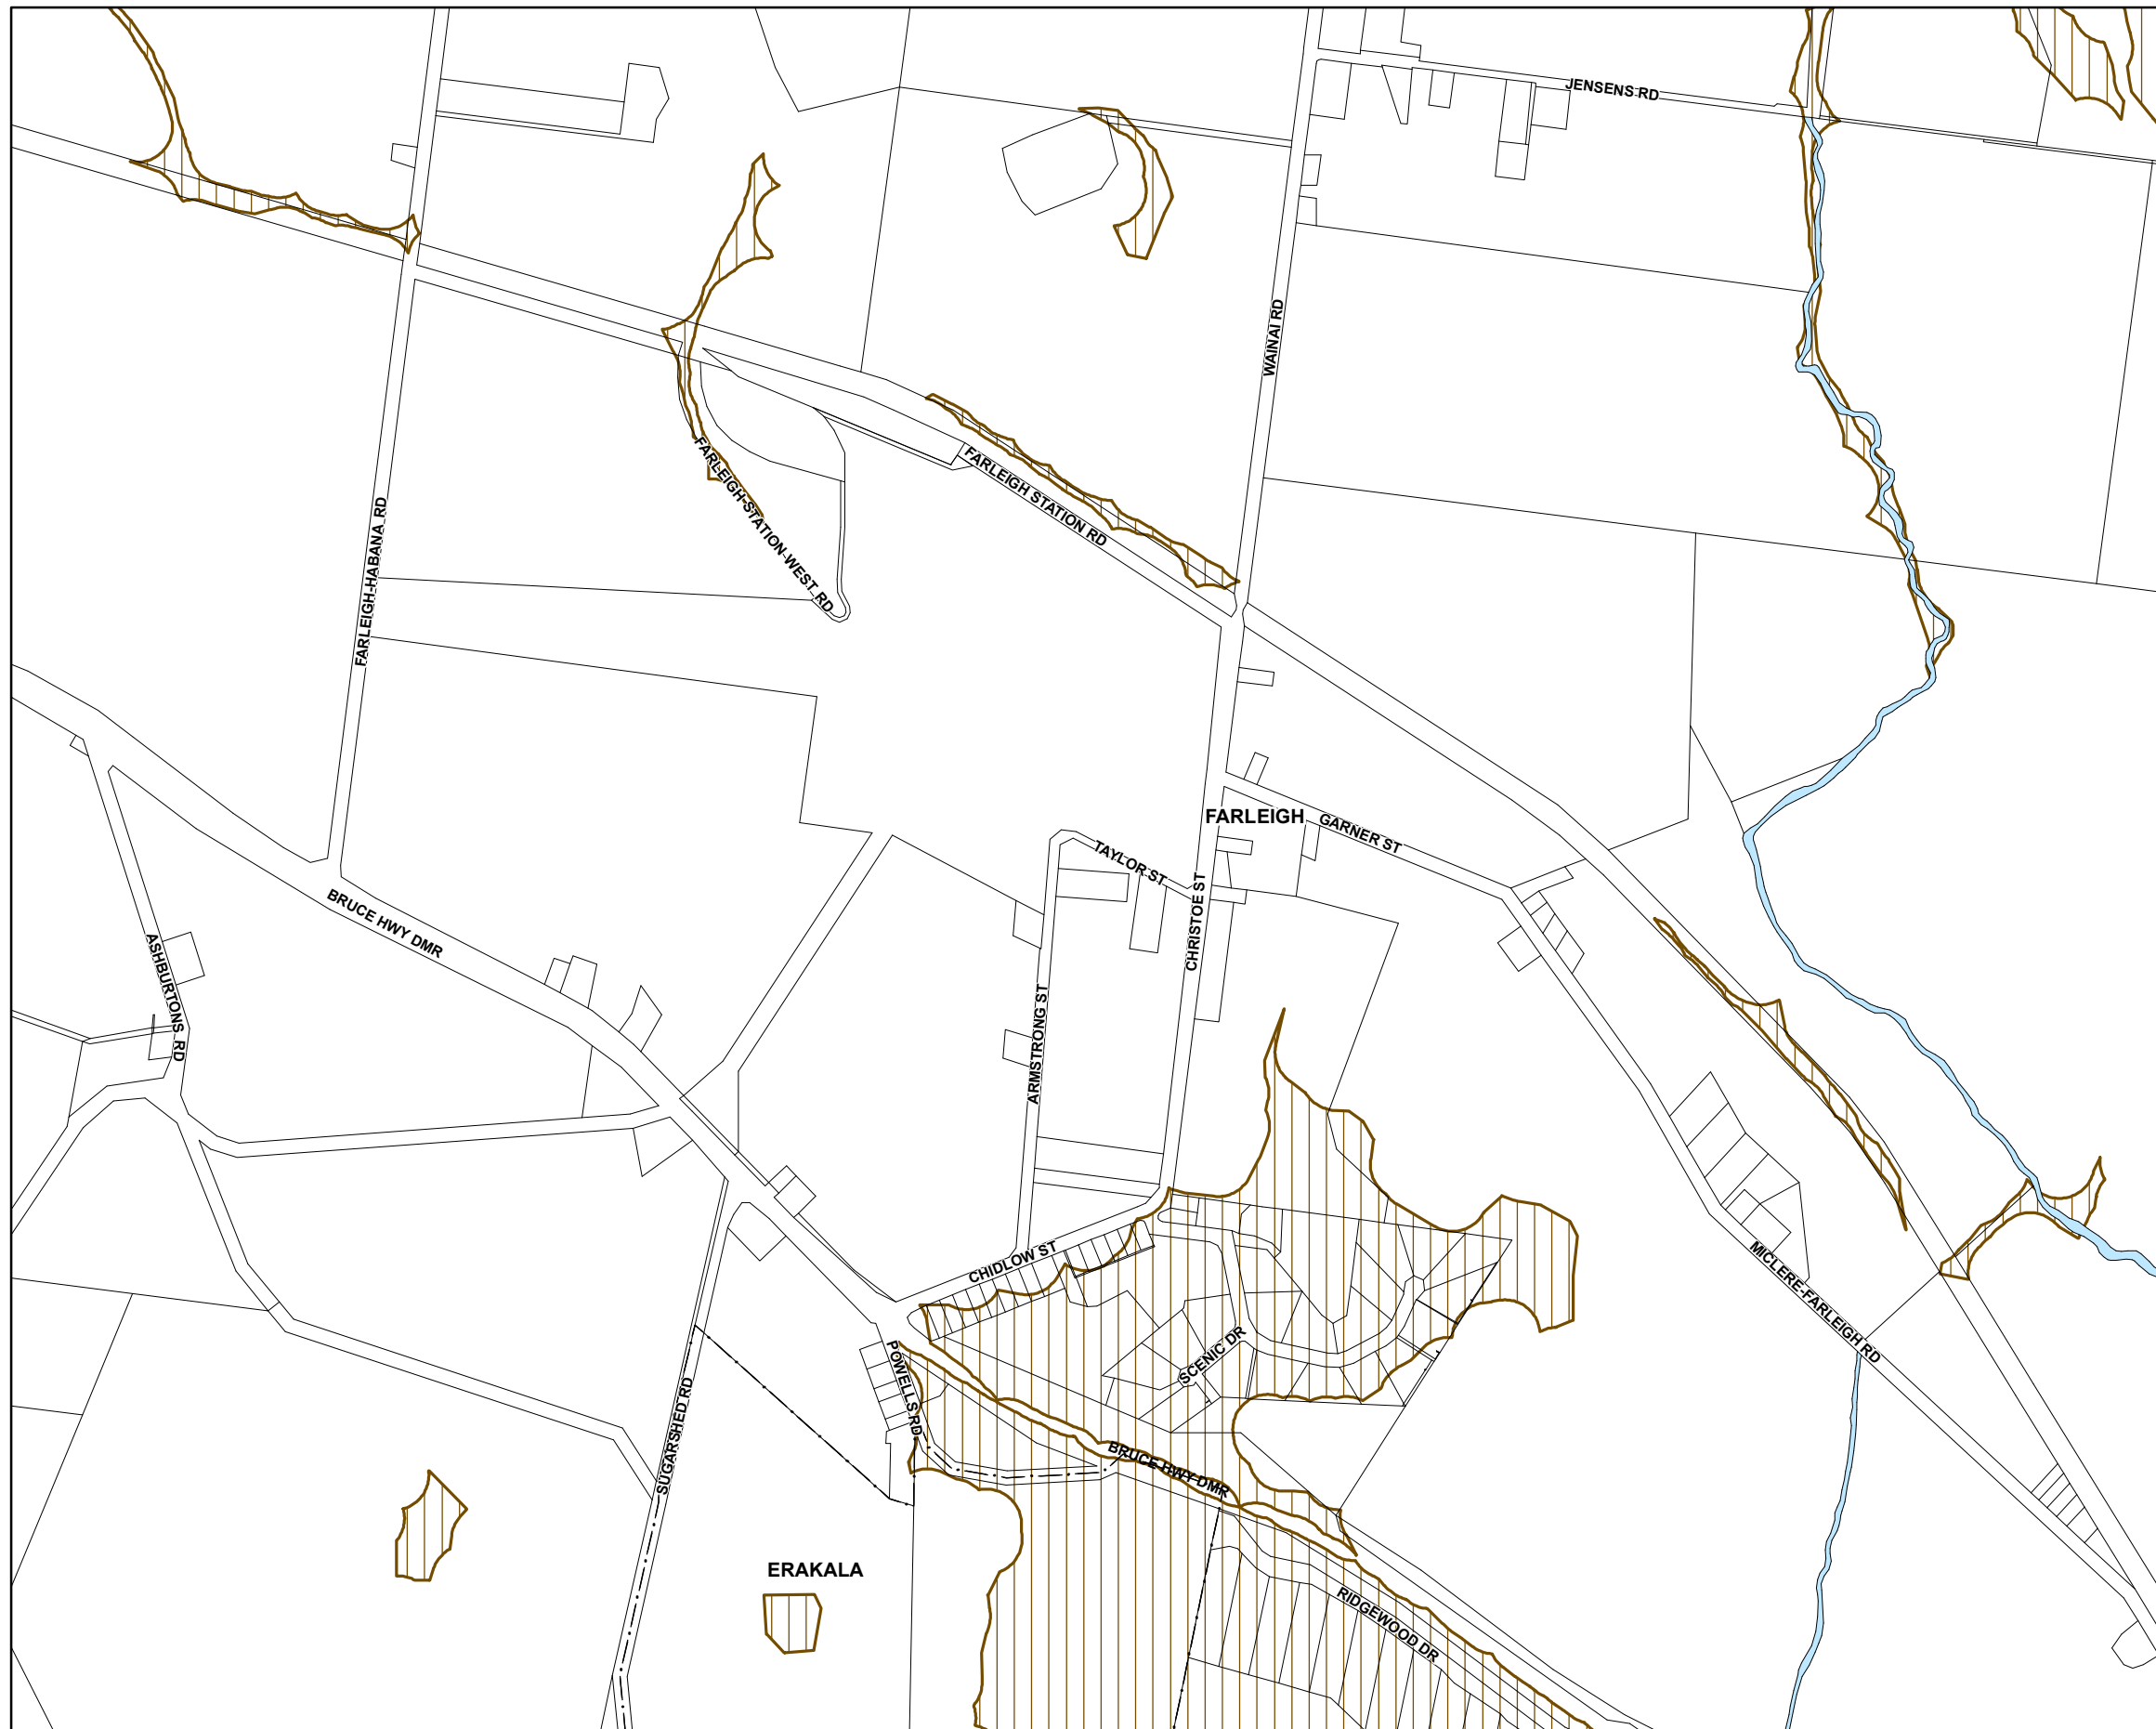 JENSENS RD
WAINAI RD
FARLEIGH-STATION-WEST RD
FARLEIGH STATION RD
FARLEIGH-HABANA RD
FARLEIGH
GARNER ST
TAYLOR ST
CHRISTOE ST
BRUCE HWY DMR
ASHBURTONS RD
ARMSTRONG ST
CHIDLOW ST
MICLERE-FARLEIGH RD
SCENIC DR
POWELLS RD
SUGARSHED RD
BRUCE HWY DMR
ERAKALA
RIDGEWOOD DR